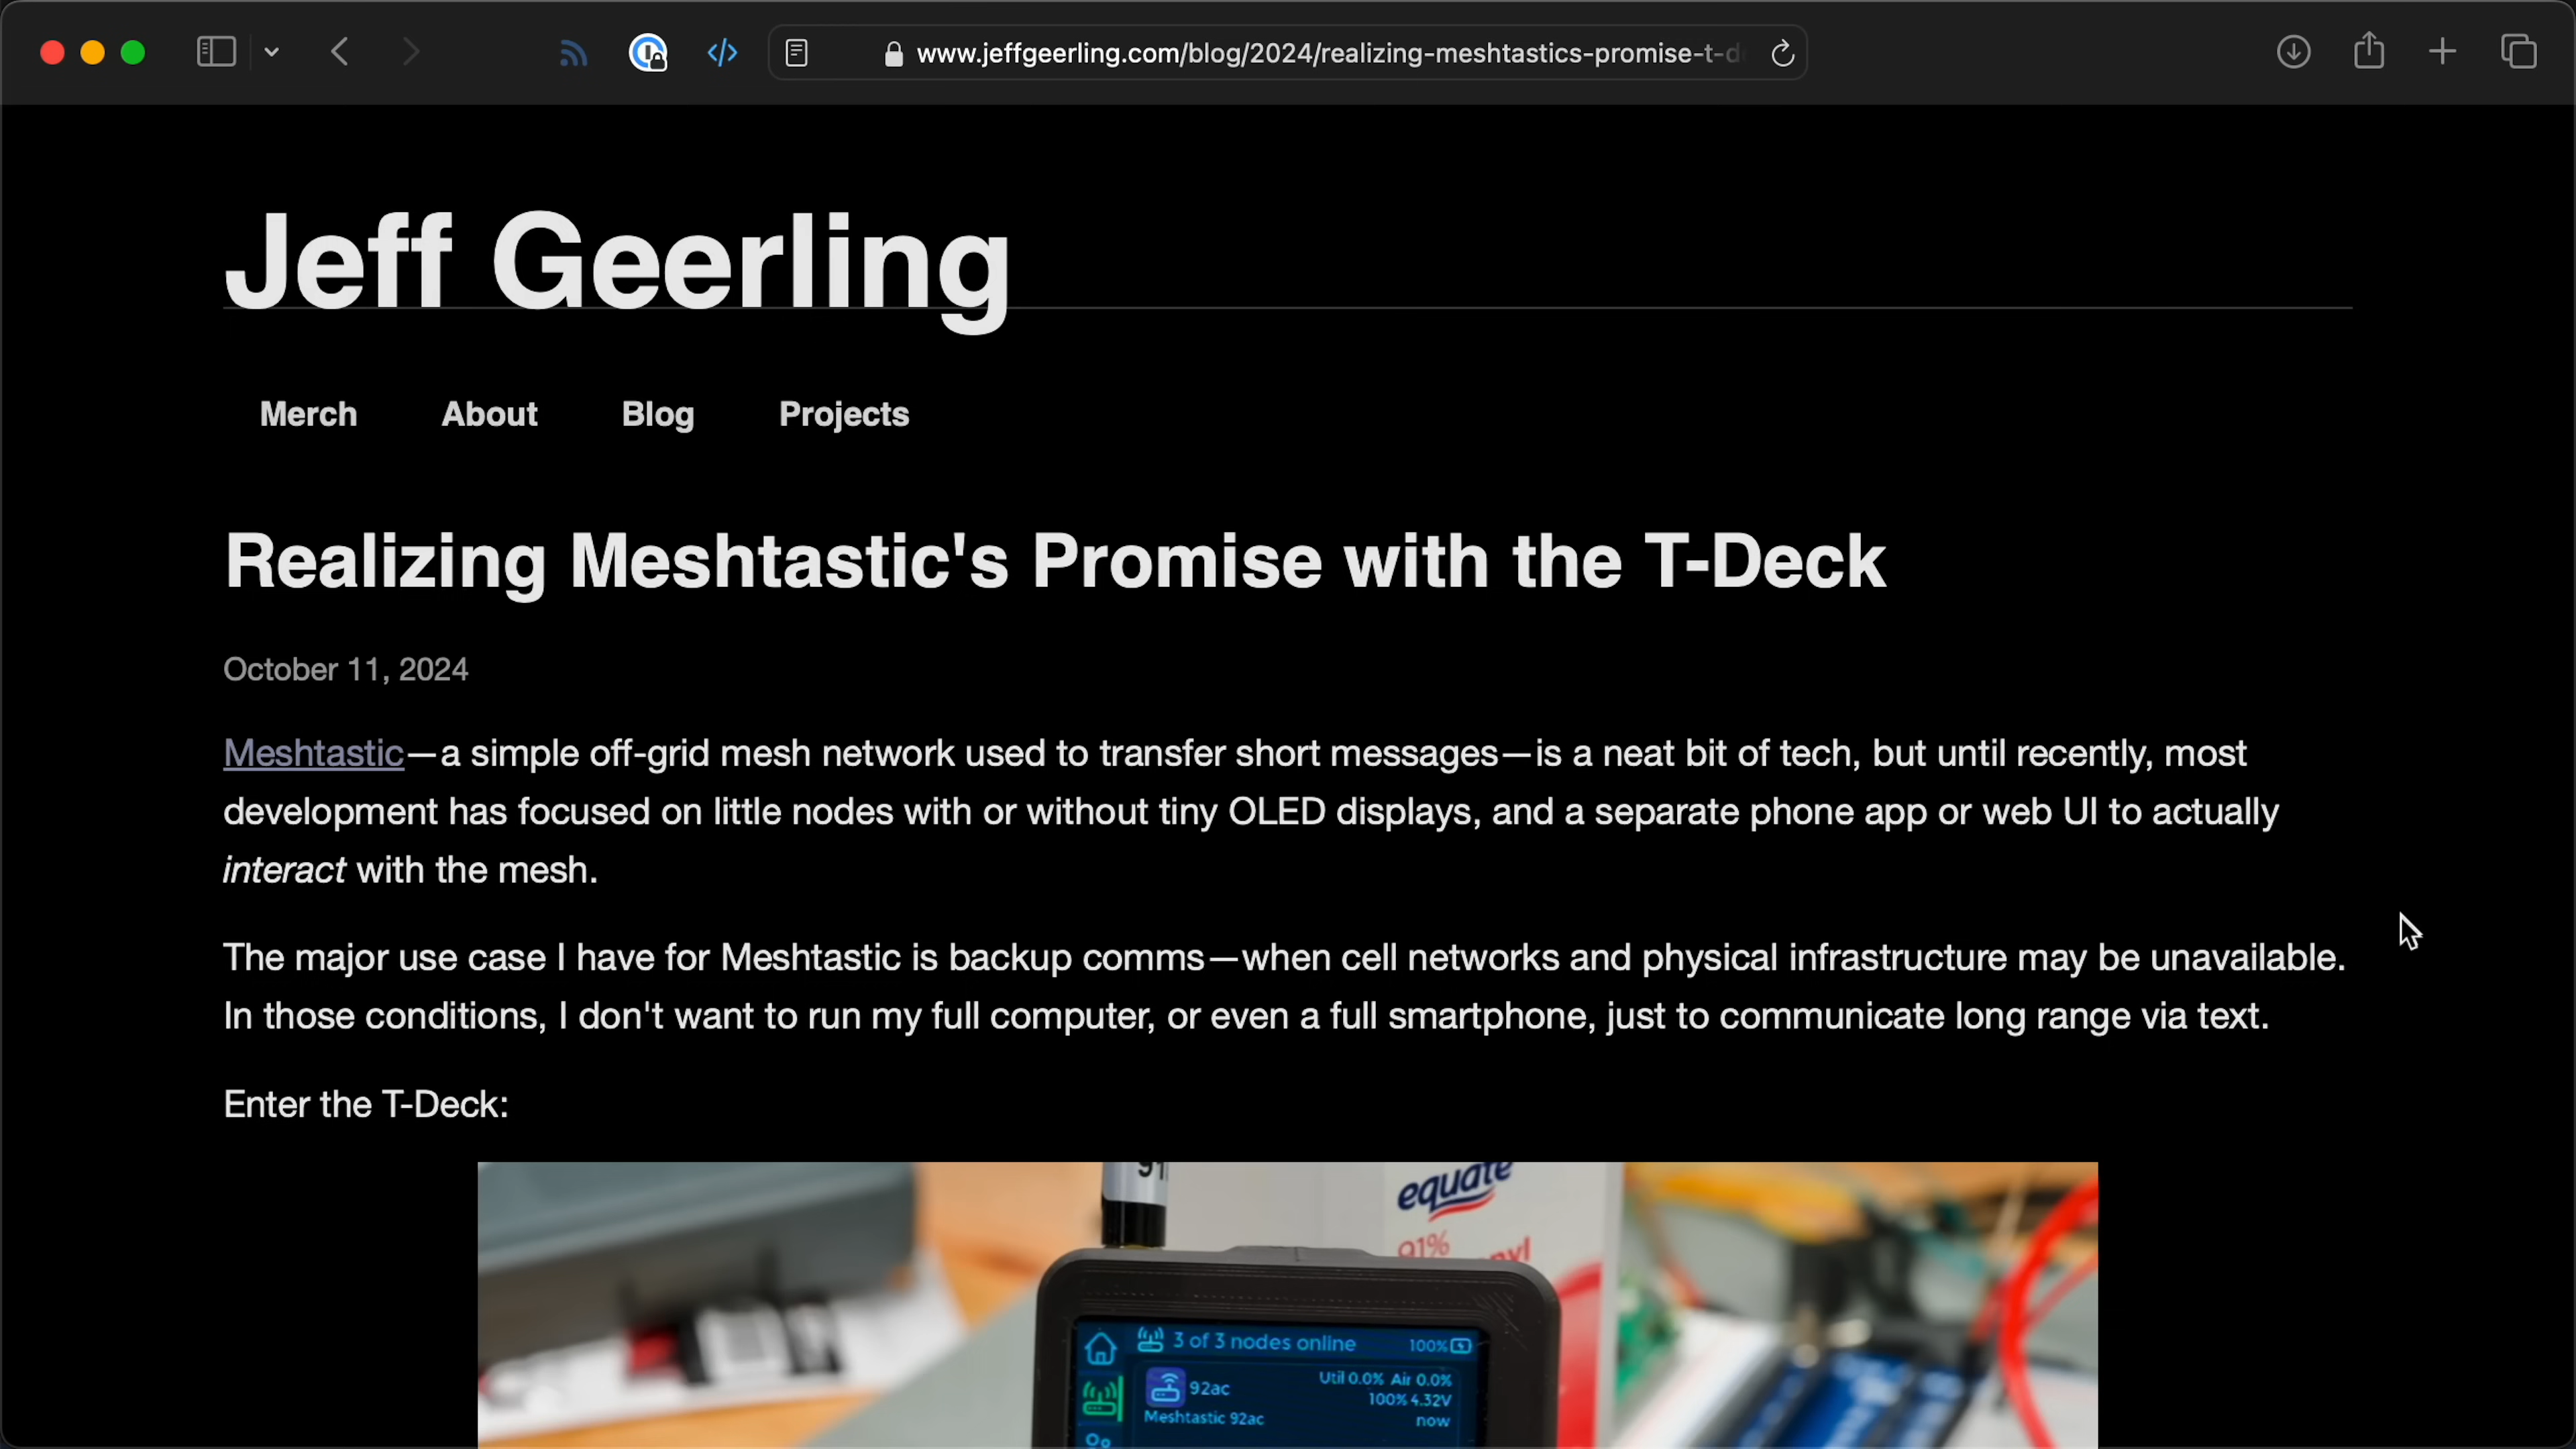 www.jeffgeerling.com/blog/2024/realizing-meshtastics-promise-t-d
Jeff Geerling
Merch About Blog Projects
Realizing Meshtastic's Promise with the T-Deck
October 11, 2024
Meshtastic—a simple off-grid mesh network used to transfer short messages—is a neat bit of tech, but until recently, most
development has focused on little nodes with or without tiny OLED displays, and a separate phone app or web UI to actually
interact with the mesh.
The major use case I have for Meshtastic is backup comms—when cell networks and physical infrastructure may be unavailable.
In those conditions, I don't want to run my full computer, or even a full smartphone, just to communicate long range via text.
Enter the T-Deck:
equate
91%
3 of 3 nodes online 100%
92ac Util 0.0% Air 0.0%
100% 4.32V
Meshtastic 92ac now